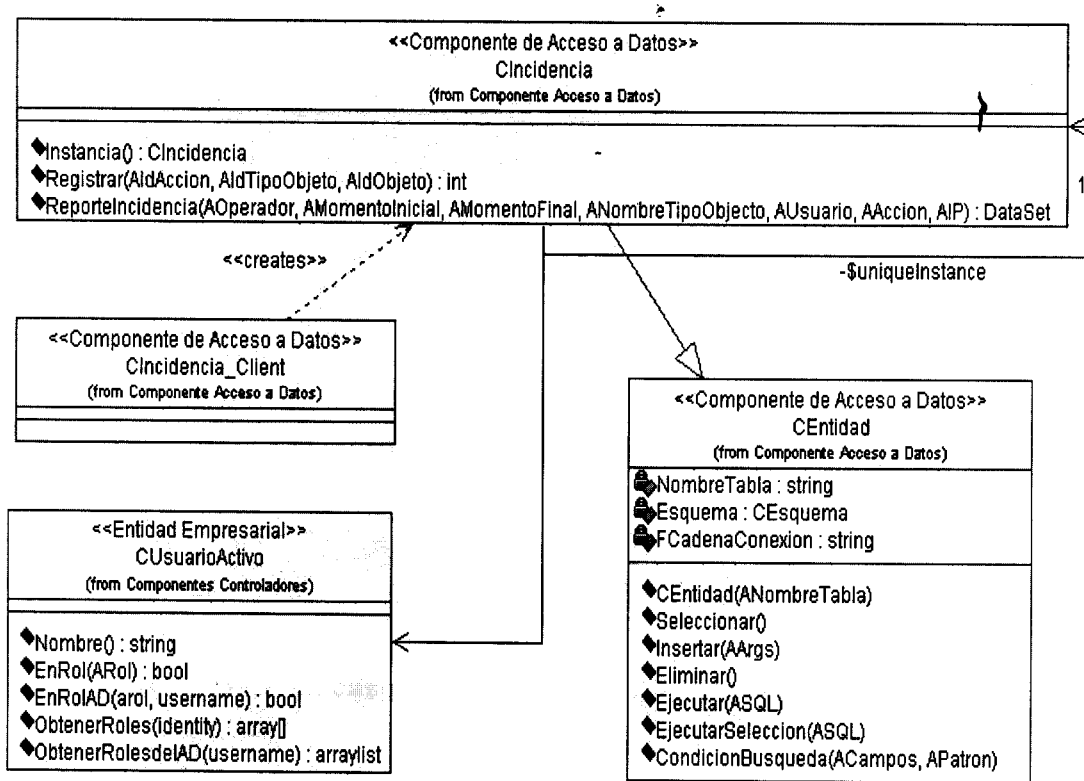 <<Componente de Acceso a Datos>>
CIncidencia
(from Componente Acceso a Datos)
Instancia() : CIncidencia
Registrar(AIdAccion, AIdTipoObjeto, AIdObjeto) : int
ReporteIncidencia(AOperador, AMomentoInicial, AMomentoFinal, ANombreTipoObjecto, AUsuario, AAccion, AIP) : DataSet
1
<<creates>>
-$uniqueInstance
<<Componente de Acceso a Datos>>
CIncidencia_Client
(from Componente Acceso a Datos)
<<Componente de Acceso a Datos>>
CEntidad
(from Componente Acceso a Datos)
NombreTabla : string
Esquema : CEsquema
FCadenaConexion : string
CEntidad(ANombreTabla)
Seleccionar()
Insertar(AArgs)
Eliminar()
Ejecutar(ASQL)
EjecutarSeleccion(ASQL)
CondicionBusqueda(ACampos, APatron)
<<Entidad Empresarial>>
CUsuarioActivo
(from Componentes Controladores)
Nombre() : string
EnRol(ARol) : bool
EnRolAD(arol, username) : bool
ObtenerRoles(identity) : array[]
ObtenerRolesdelAD(username) : arraylist